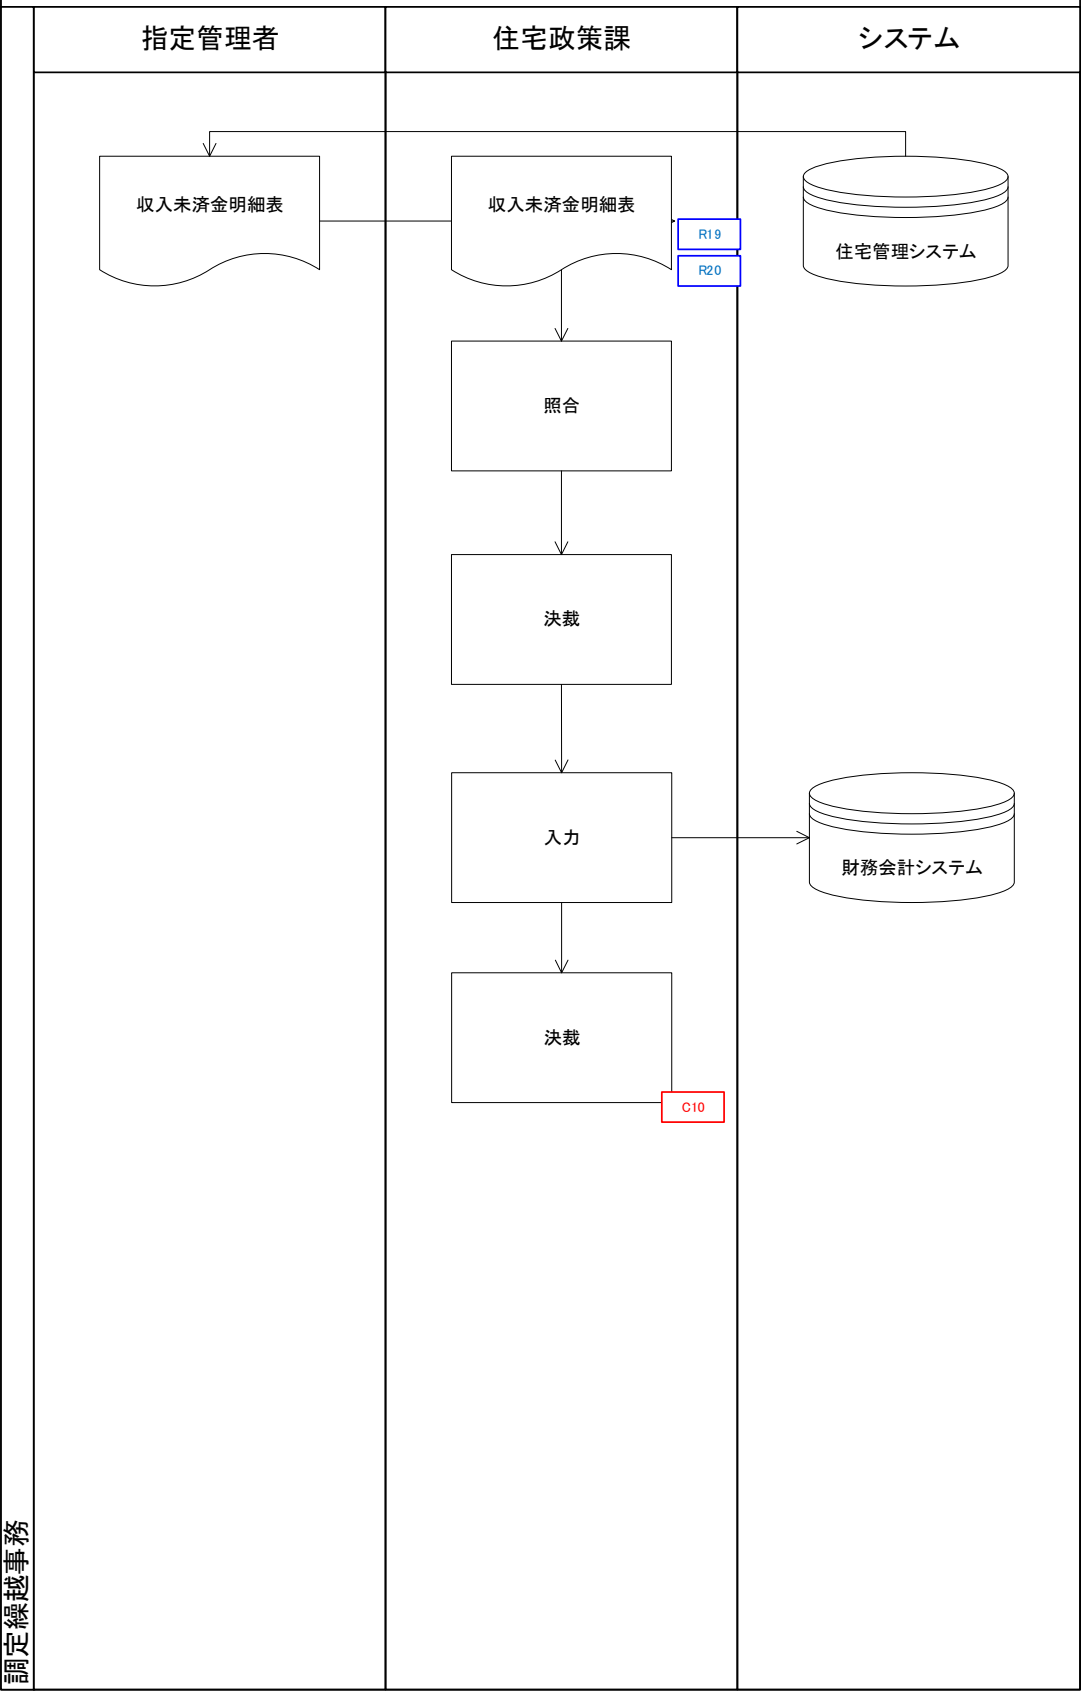 指定管理者
住宅政策課
システム
収入未済金明細表
収入未済金明細表
R19
R20
住宅管理システム
照合
決裁
入力
財務会計システム
決裁
C10
調定繰越事務